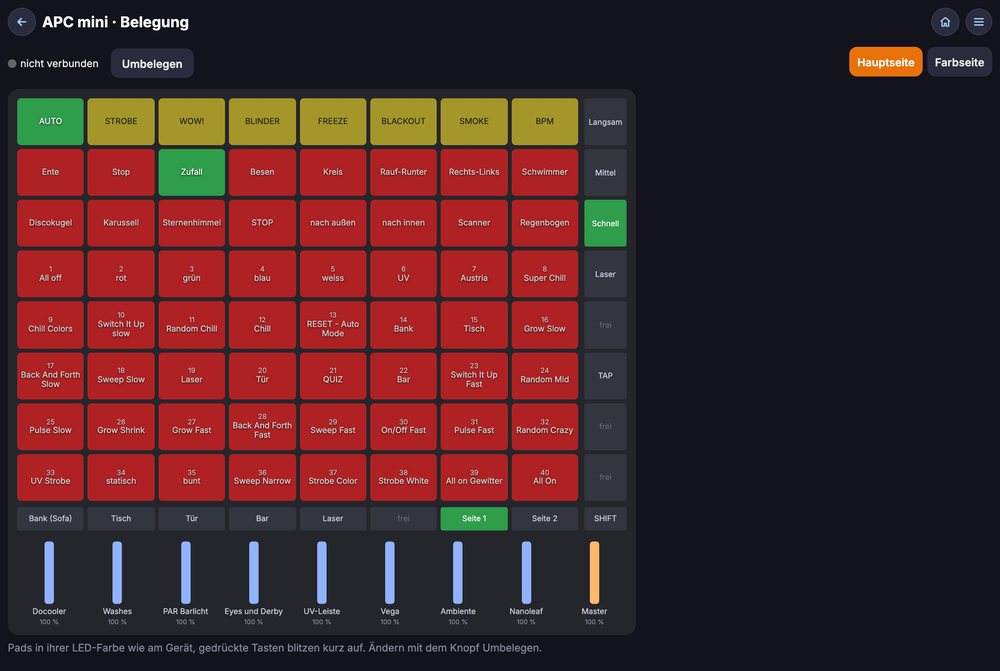 APC mini · Belegung
nicht verbunden
Umbelegen
Hauptseite
Farbseite
AUTO
STROBE
WOW!
BLINDER
FREEZE
BLACKOUT
SMOKE
BPM
Langsam
Ente
Stop
Zufall
Besen
Kreis
Rauf-Runter
Rechts-Links
Schwimmer
Mittel
Discokugel
Karussell
Sternenhimmel
STOP
nach außen
nach innen
Scanner
Regenbogen
Schnell
1
All off
2
rot
3
grün
4
blau
5
weiss
6
UV
7
Austria
8
Super Chill
Laser
9
Chill Colors
10
Switch It Up
slow
11
Random Chill
12
Chill
13
RESET - Auto
Mode
14
Bank
15
Tisch
16
Grow Slow
frei
17
Back And Forth
Slow
18
Sweep Slow
19
Laser
20
Tür
21
QUIZ
22
Bar
23
Switch It Up
Fast
24
Random Mid
TAP
25
Pulse Slow
26
Grow Shrink
27
Grow Fast
28
Back And Forth
Fast
29
Sweep Fast
30
On/Off Fast
31
Pulse Fast
32
Random Crazy
frei
33
UV Strobe
34
statisch
35
bunt
36
Sweep Narrow
37
Strobe Color
38
Strobe White
39
All on Gewitter
40
All On
frei
Bank (Sofa)
Tisch
Tür
Bar
Laser
frei
Seite 1
Seite 2
SHIFT
Docooler
100 %
Washes
100 %
PAR Barlicht
100 %
Eyes und Derby
100 %
UV-Leiste
100 %
Vega
100 %
Ambiente
100 %
Nanoleaf
100 %
Master
100 %
Pads in ihrer LED-Farbe wie am Gerät, gedrückte Tasten blitzen kurz auf. Ändern mit dem Knopf Umbelegen.